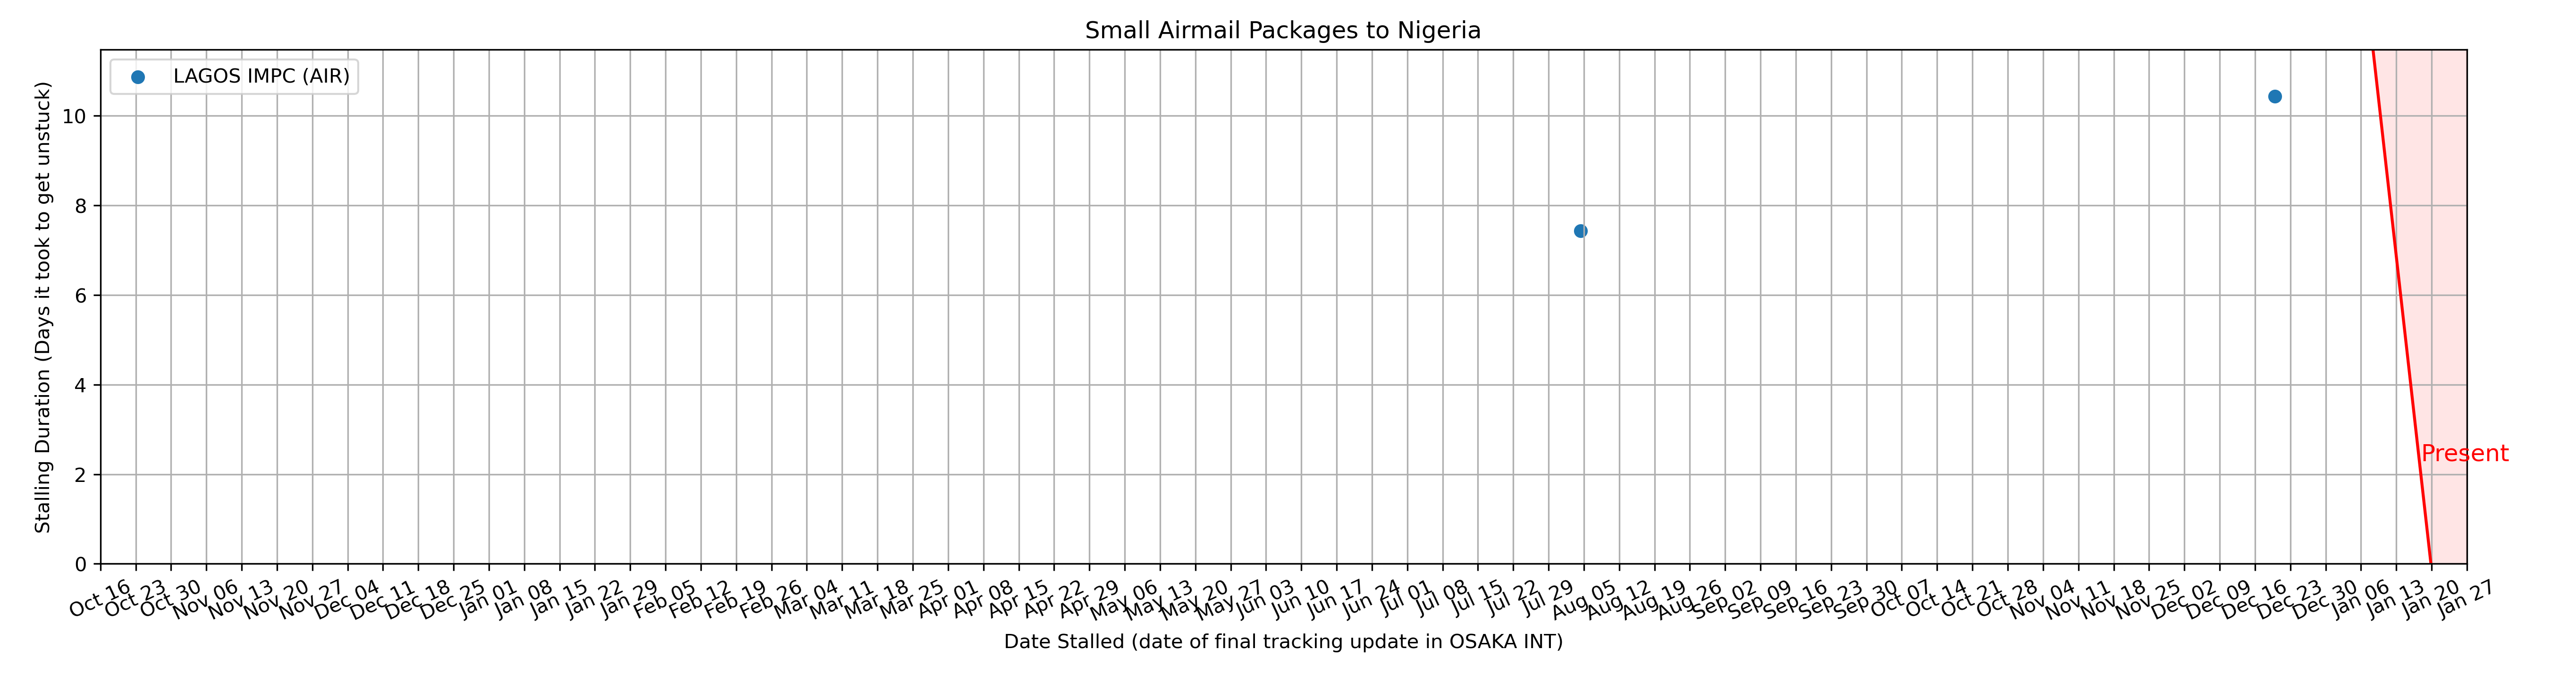 Small Airmail Packages to Nigeria
LAGOS IMPC (AIR)
Stalling Duration (Days it took to get unstuck)
10
8
6
4
2
0
Present
Oct 16 Oct 23 Oct 30 Nov 06 Nov 13 Nov 20 Nov 27 Dec 04 Dec 11 Dec 18 Dec 25 Jan 01 Jan 08 Jan 15 Jan 22 Jan 29 Feb 05 Feb 12 Feb 19 Feb 26 Mar 04 Mar 11 Mar 18 Mar 25 Apr 01 Apr 08 Apr 15 Apr 22 Apr 29 May 06 May 13 May 20 May 27 Jun 03 Jun 10 Jun 17 Jun 24 Jul 01 Jul 08 Jul 15 Jul 22 Jul 29 Aug 05 Aug 12 Aug 19 Aug 26 Sep 02 Sep 09 Sep 16 Sep 23 Sep 30 Oct 07 Oct 14 Oct 21 Oct 28 Nov 04 Nov 11 Nov 18 Nov 25 Dec 02 Dec 09 Dec 16 Dec 23 Dec 30 Jan 06 Jan 13 Jan 20 Jan 27
Date Stalled (date of final tracking update in OSAKA INT)